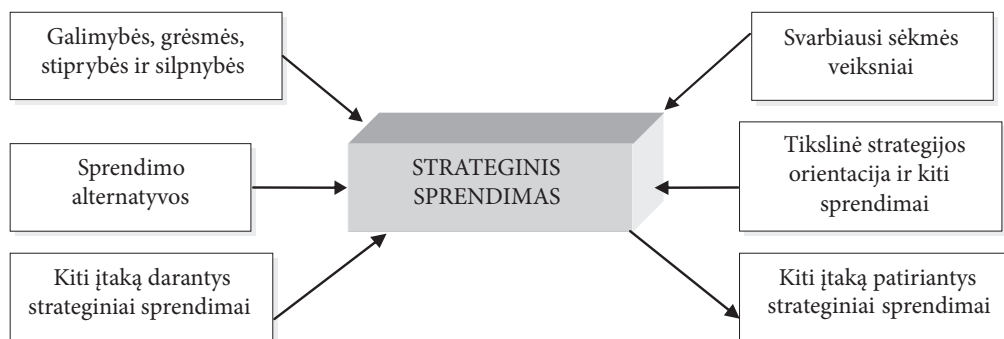 Galimybės, grėsmės,
stiprybės ir silpnybės
Svarbiausi sėkmės
veiksniai
Sprendimo
alternatyvos
STRATEGINIS
SPRENDIMAS
Tikslinė strategijos
orientacija ir kiti
sprendimai
Kiti įtaką darantys
strateginiai sprendimai
Kiti įtaką patiriantys
strateginiai sprendimai